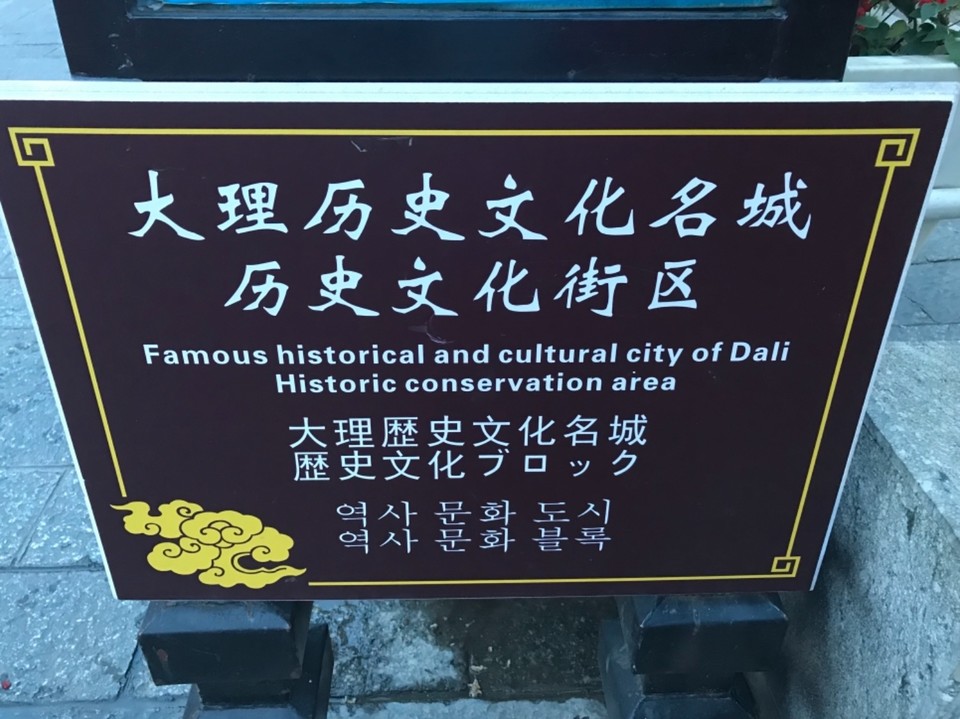 大理历史文化名城
历史文化街区
Famous historical and cultural city of Dali
Historic conservation area
大理歴史文化名城
歴史文化ブロック
역사 문화 도시
역사 문화 블록